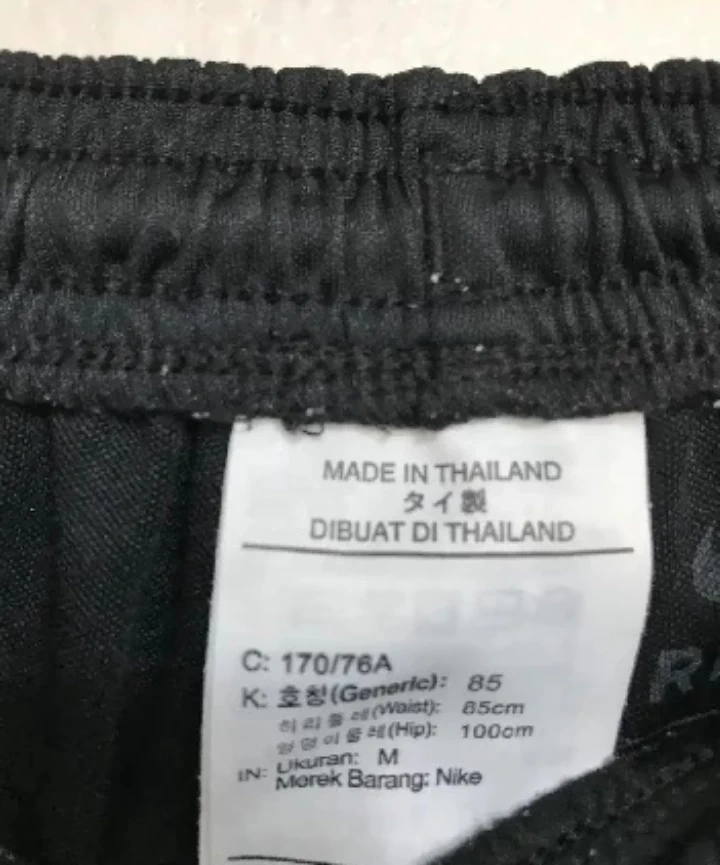 MADE IN THAILAND
タイ製
DIBUAT DI THAILAND
C: 170/76A
K: 호칭(Generic): 85
허리둘레(Waist): 85cm
엉덩이둘레(Hip): 100cm
IN: Ukuran: M
Merek Barang: Nike